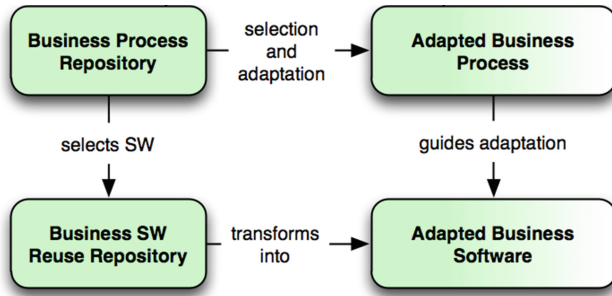 Business Process
Repository
selection
and
adaptation
Adapted Business
Process
selects SW
guides adaptation
Business SW
Reuse Repository
transforms
into
Adapted Business
Software